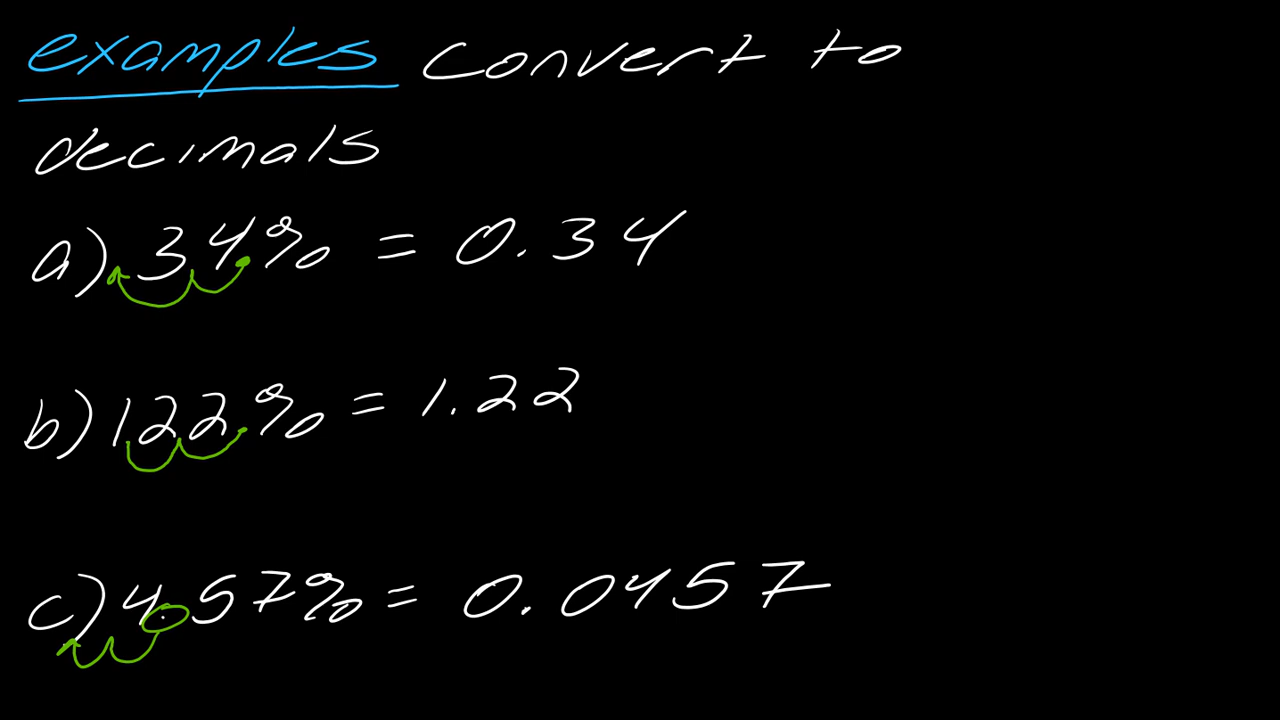 examples convert to
decimals
a) 34% = 0.34
b) 122% = 1.22
c) 4.57% = 0.0457